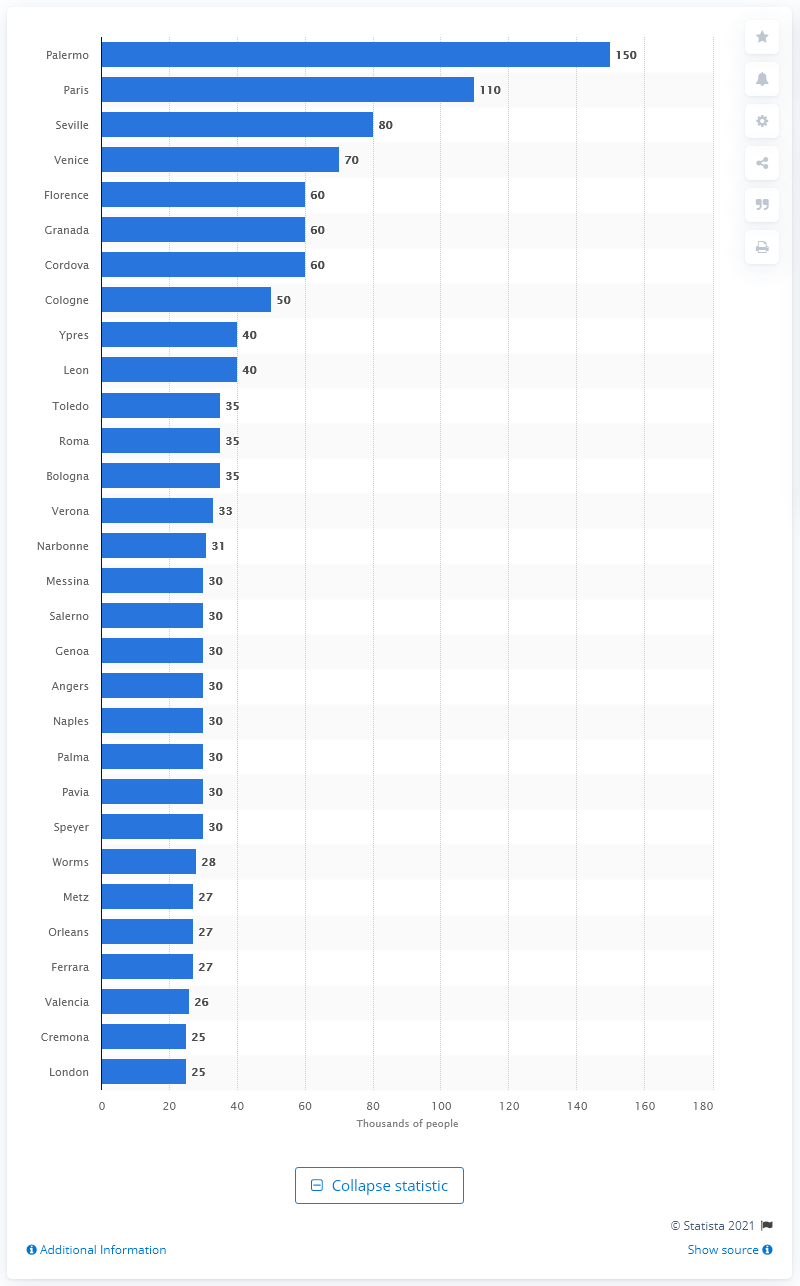 Palermo 150
Paris 110
Seville 80
Venice 70
Florence 60
Granada 60
Cordova 60
Cologne 50
Ypres 40
Leon 40
Toledo 35
Roma 35
Bologna 35
Verona 33
Narbonne 31
Messina 30
Salerno 30
Genoa 30
Angers 30
Naples 30
Palma 30
Pavia 30
Speyer 30
Worms 28
Metz 27
Orleans 27
Ferrara 27
Valencia 26
Cremona 25
London 25
0 20 40 60 80 100 120 140 160 180
Thousands of people
Collapse statistic
© Statista 2021
Additional Information Show source